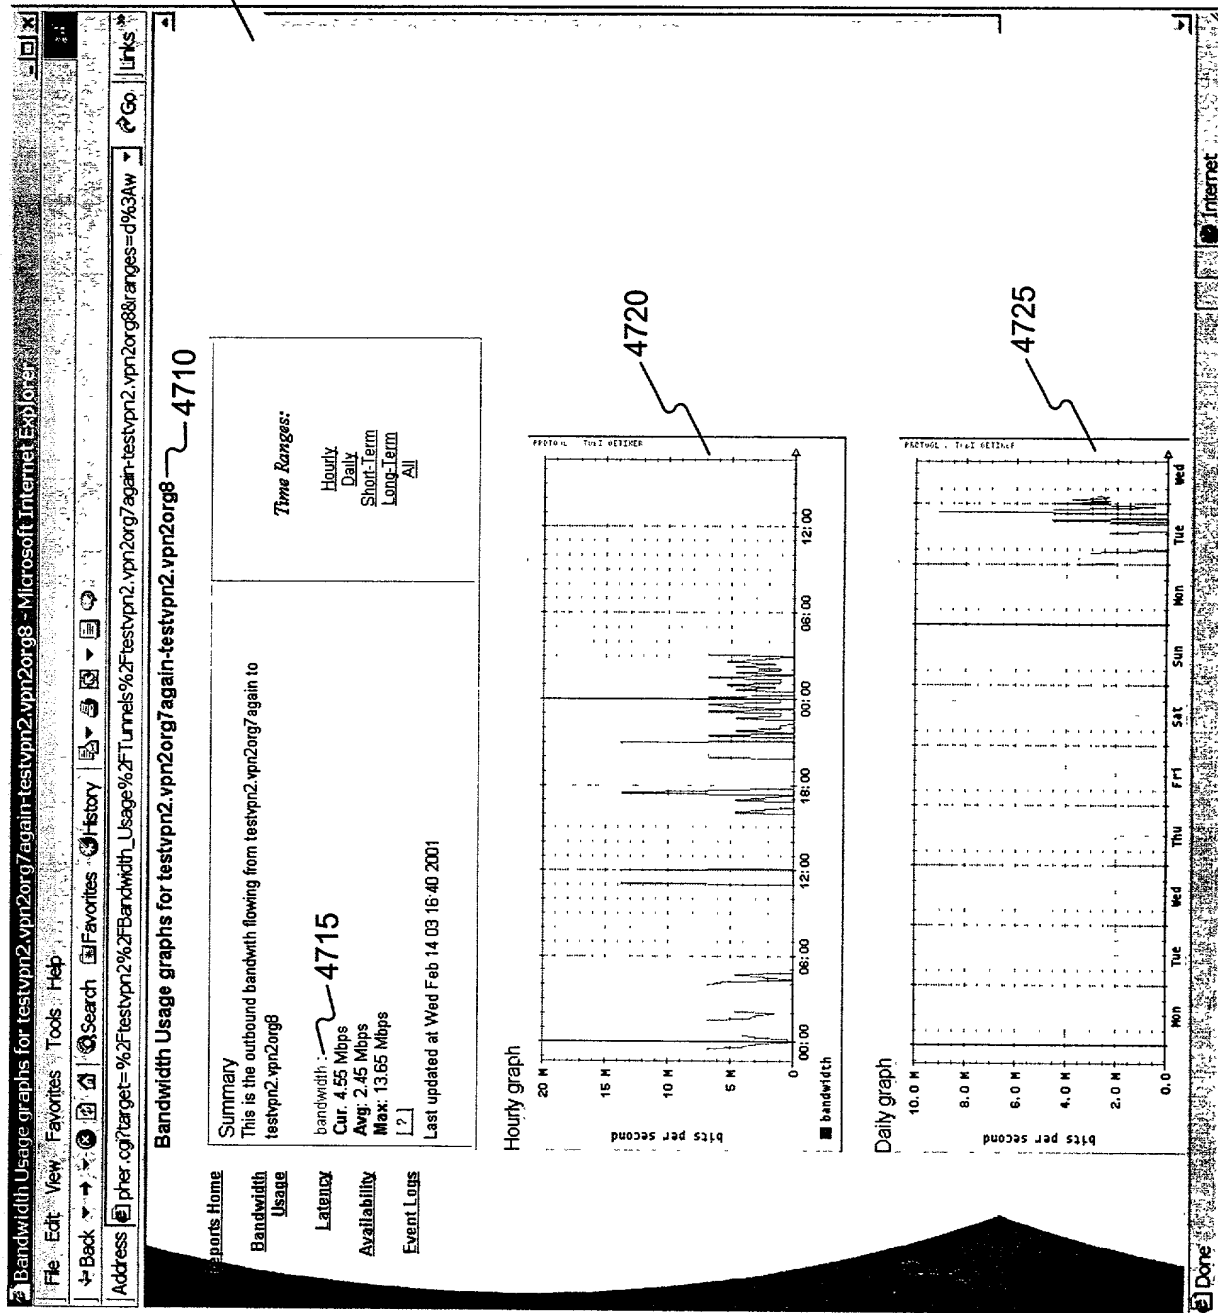 Bandwidth Usage graphs for testvpn2.vpn2org7again-testvpn2.vpn2org8 - Microsoft Internet Explorer
File Edit View Favorites Tools Help
Back Search Favorites History
Address pher.cgi?target=%2Ftestvpn2%2FBandwidth_Usage%2FTunnels%2Ftestvpn2.vpn2org7again-testvpn2.vpn2org8&ranges=d%3Aw Go Links »
Bandwidth Usage graphs for testvpn2.vpn2org7again-testvpn2.vpn2org8 4710
eports Home
Bandwidth
Usage
Latency
Availability
Event Logs
Summary
This is the outbound bandwith flowing from testvpn2.vpn2org7again to
testvpn2.vpn2org8
bandwidth : 4715
Cur. 4.55 Mbps
Avg: 2.45 Mbps
Max: 13.65 Mbps
[ ? ]
Last updated at Wed Feb 14 03 16:40 2001
Time Ranges:
Hourly
Daily
Short-Term
Long-Term
All
Hourly graph
4720
bits per second
20 M
15 M
10 M
5 M
0
00:00 06:00 12:00 18:00 00:00 06:00 12:00
bandwidth
Daily graph
4725
bits per second
10.0 M
8.0 M
6.0 M
4.0 M
2.0 M
0.0
Mon Tue Wed Thu Fri Sat Sun Mon Tue Wed
Done Internet